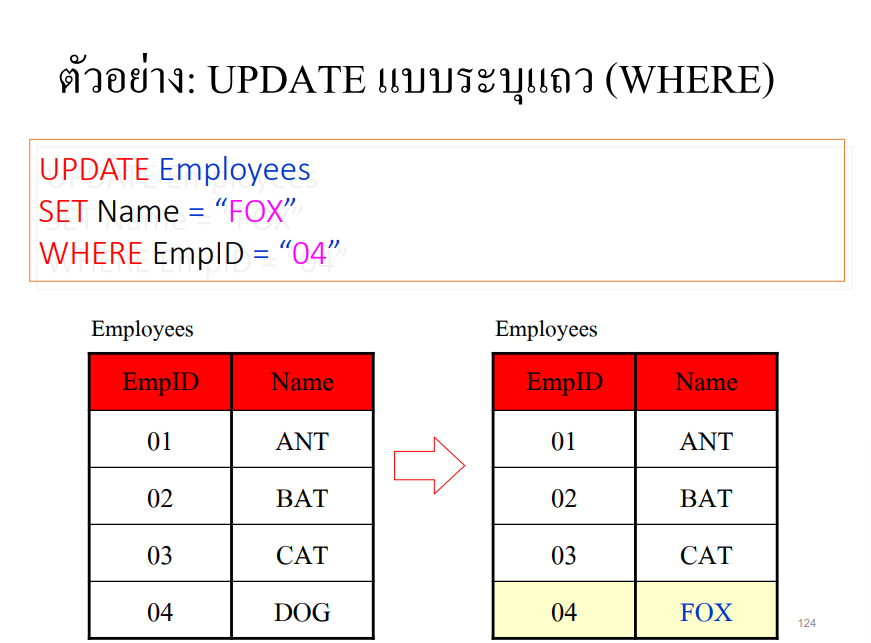 ตัวอย่าง: UPDATE แบบระบุแถว (WHERE)
UPDATE Employees
SET Name = “FOX”
WHERE EmpID = “04”
Employees
EmpID Name
01 ANT
02 BAT
03 CAT
04 DOG
Employees
EmpID Name
01 ANT
02 BAT
03 CAT
04 FOX
124